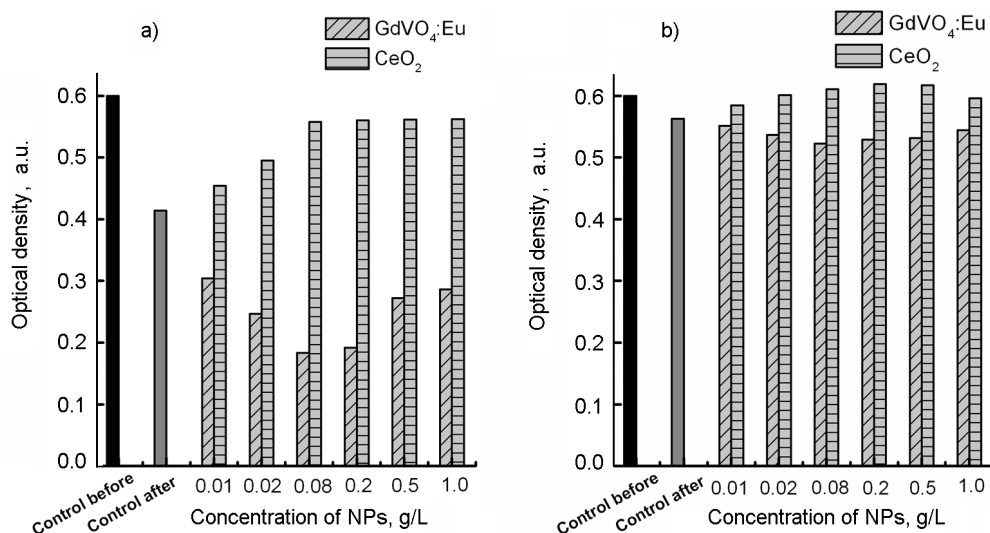 a)
GdVO₄:Eu
CeO₂
Optical density, a.u.
0.6
0.5
0.4
0.3
0.2
0.1
0.0
Control before
Control after
0.01 0.02 0.08 0.2 0.5 1.0
Concentration of NPs, g/L
b)
GdVO₄:Eu
CeO₂
Optical density, a.u.
0.6
0.5
0.4
0.3
0.2
0.1
0.0
Control before
Control after
0.01 0.02 0.08 0.2 0.5 1.0
Concentration of NPs, g/L